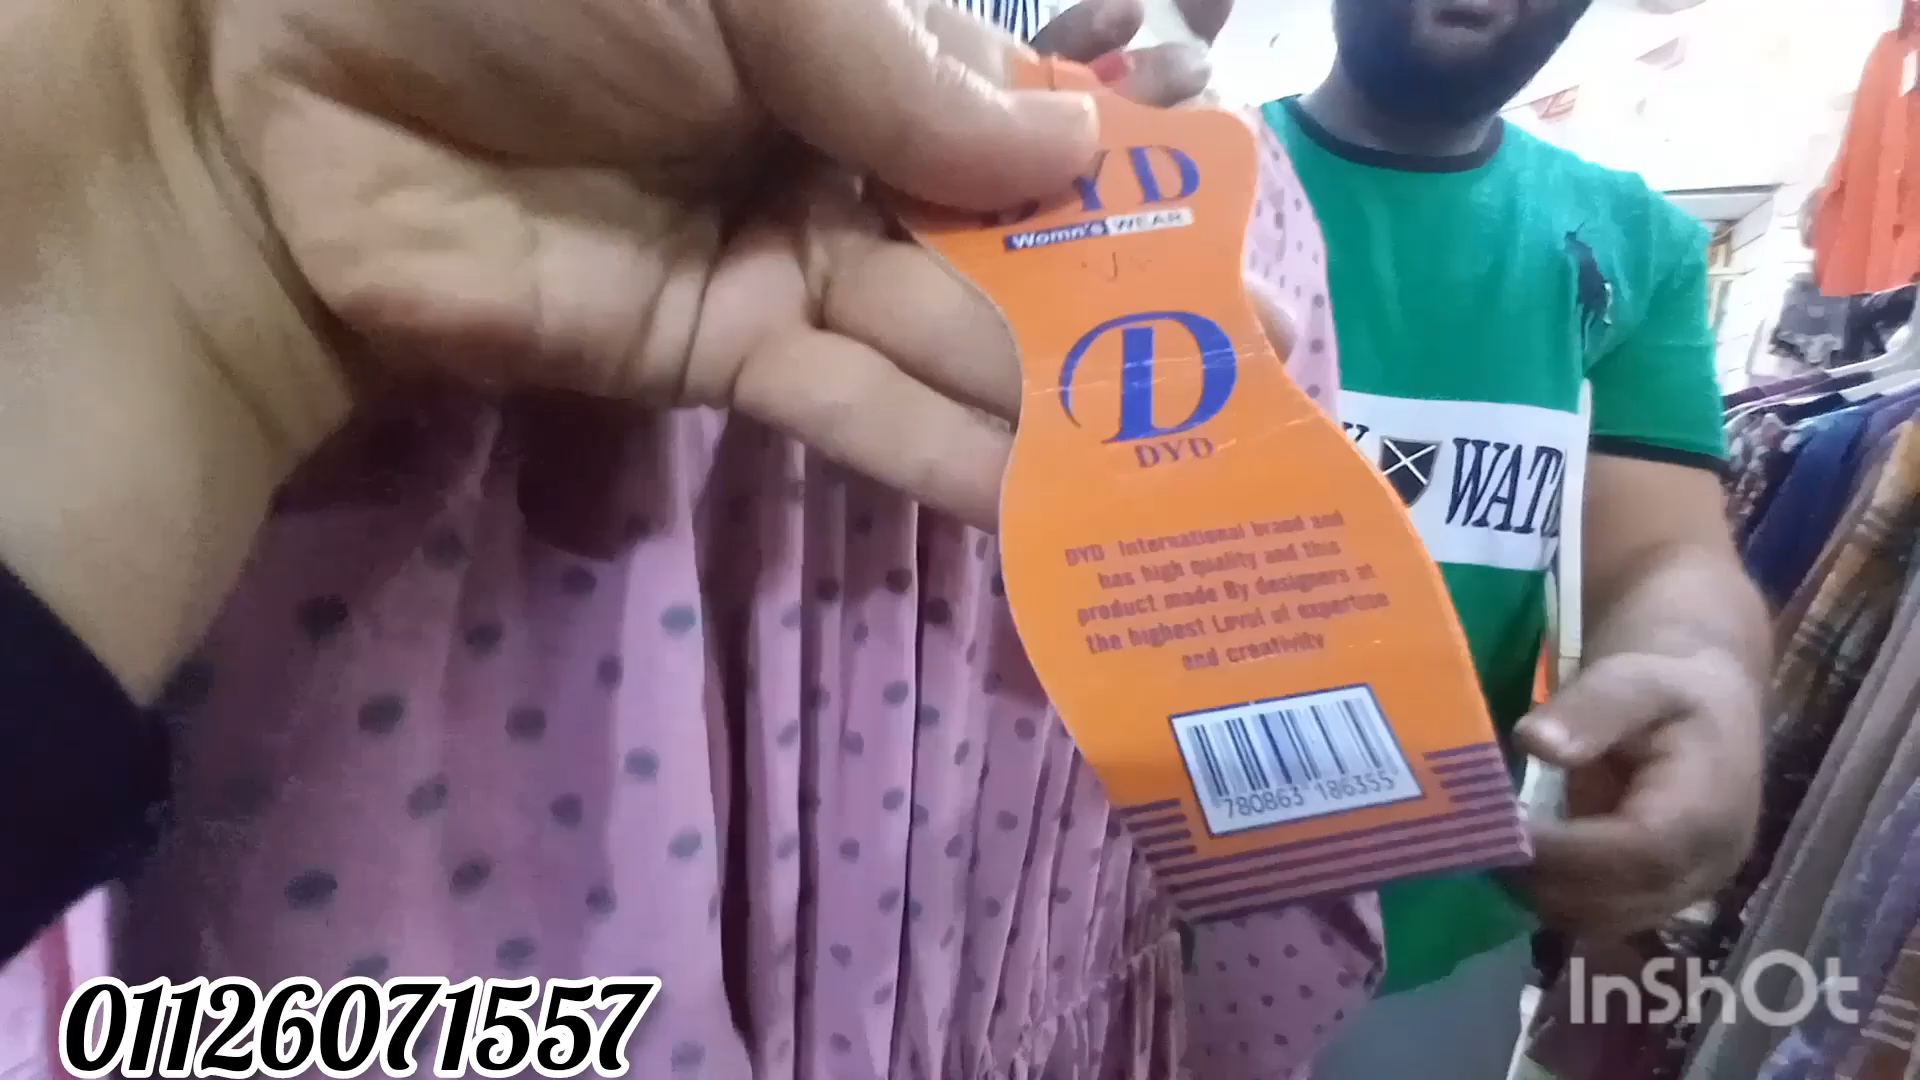 YD
Womn's WEAR
D
DYD
DYD International brand and
has high quality and this
product made By designers at
the highest Level of expertise
and creativity
780863 186355
WAT
01126071557
InShOt